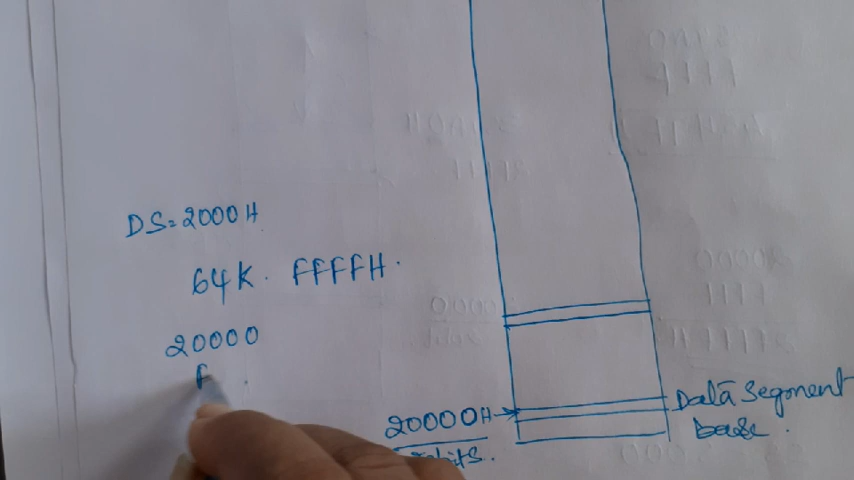 DS=2000H
64K. FFFFH.
20000
F
20000H
Data Segment
base.